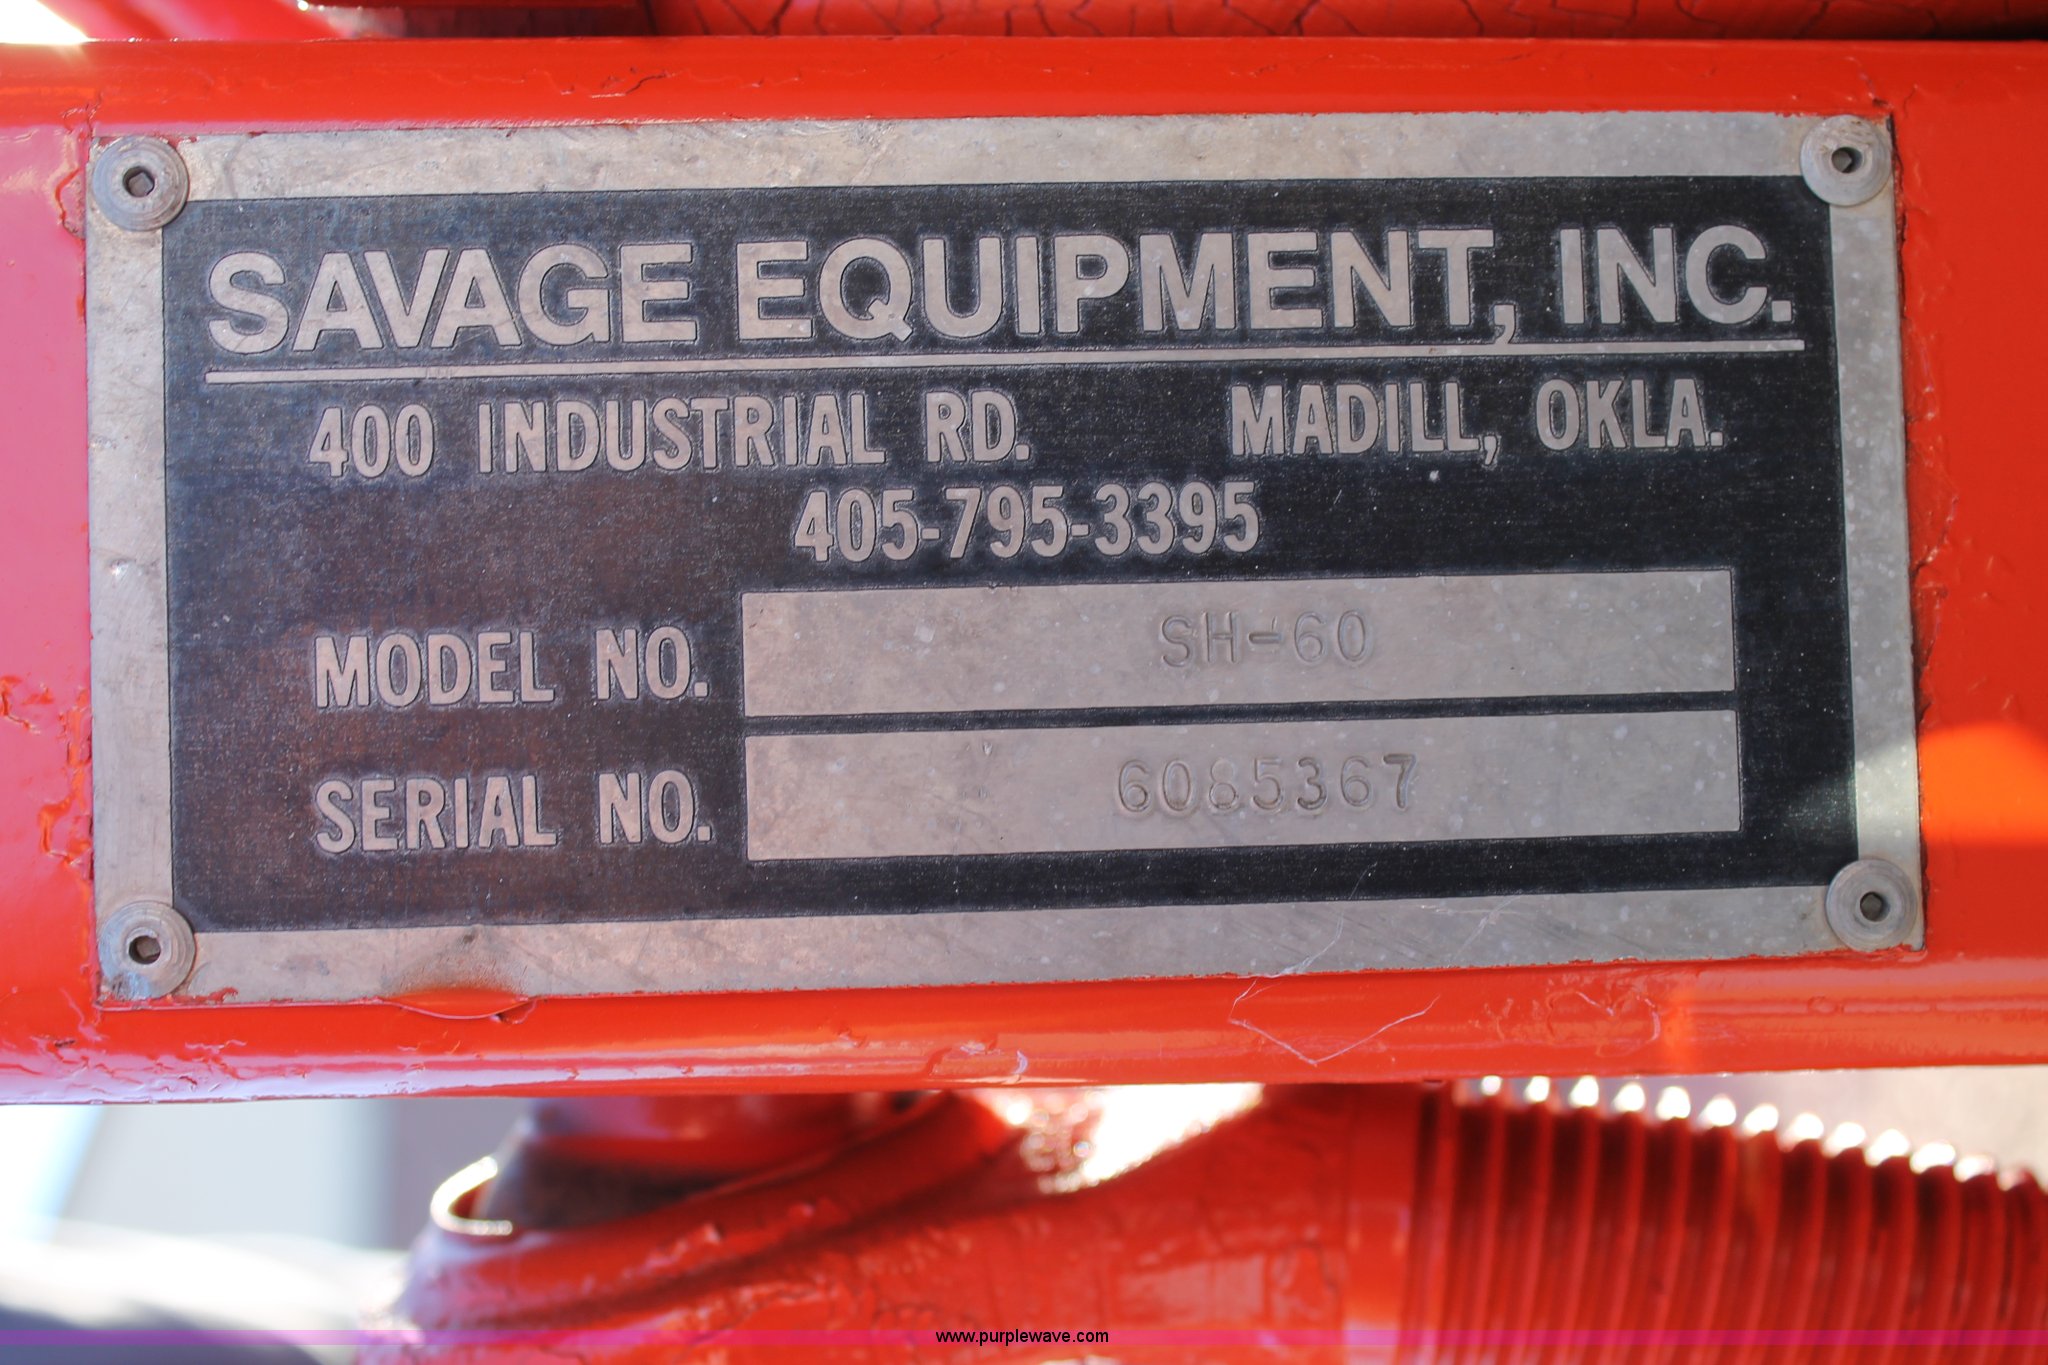 SAVAGE EQUIPMENT, INC.
400 INDUSTRIAL RD. MADILL, OKLA.
405-795-3395
MODEL NO. SH-60
SERIAL NO. 6085367
www.purplewave.com